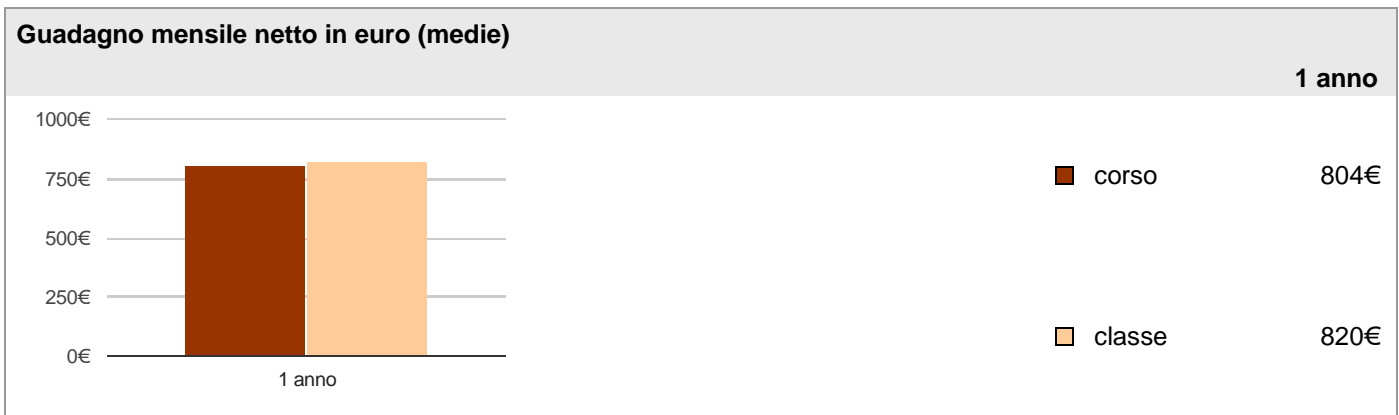 Guadagno mensile netto in euro (medie)
1 anno
1000€
750€
500€
250€
0€
1 anno
corso 804€
classe 820€